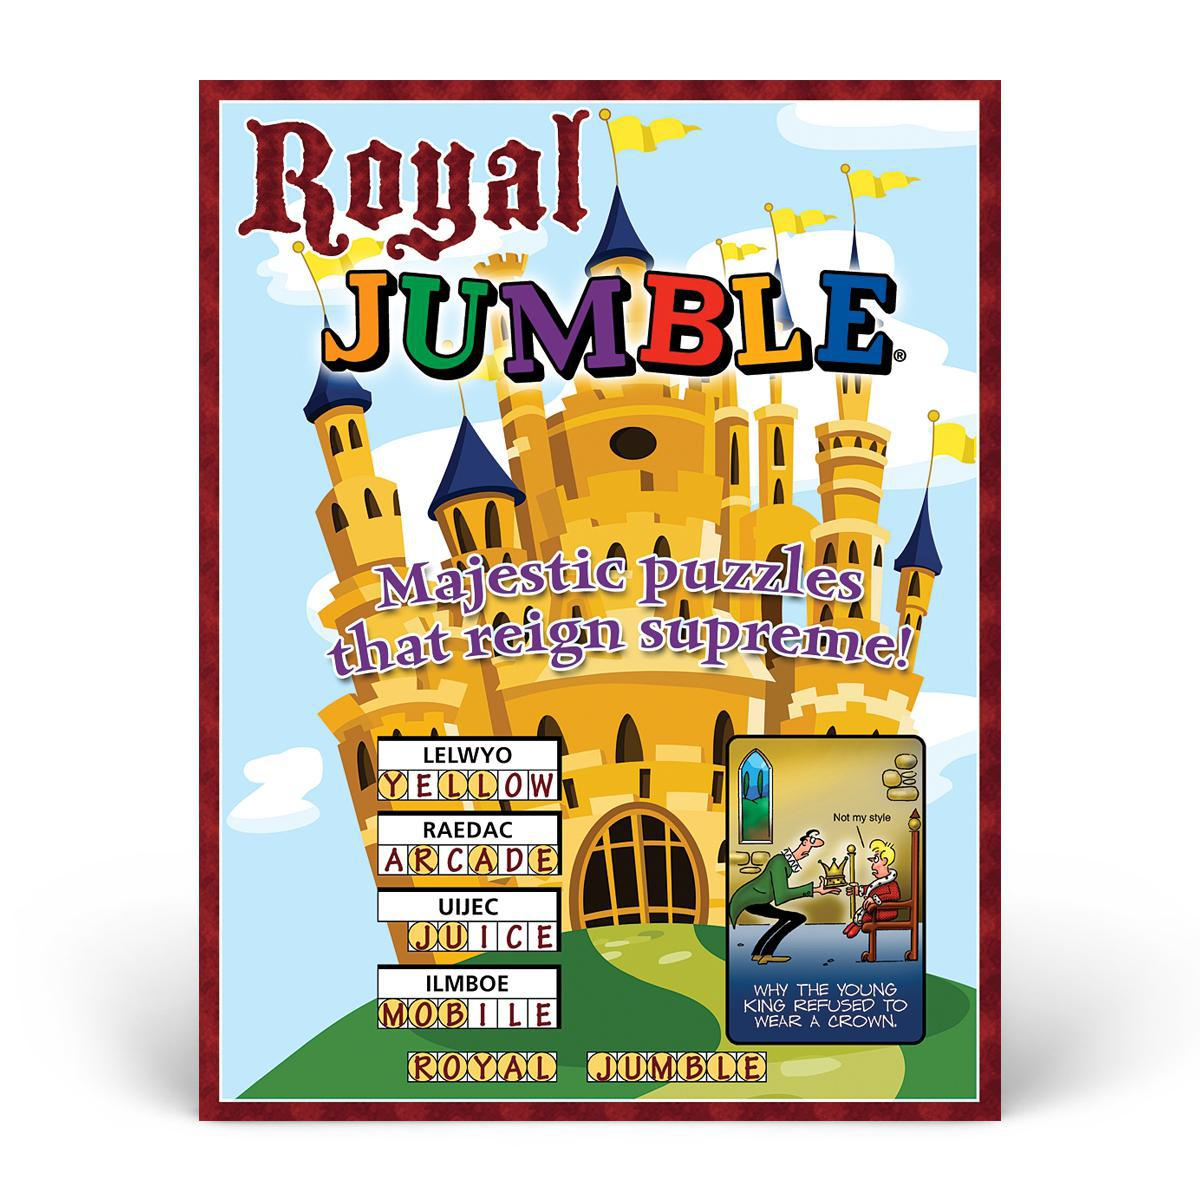 Royal
JUMBLE®
Majestic puzzles
that reign supreme!
LELWYO
YELLOW
RAEDAC
ARCADE
UIJEC
JUICE
ILMBOE
MOBILE
Not my style
WHY THE YOUNG
KING REFUSED TO
WEAR A CROWN.
ROYAL JUMBLE